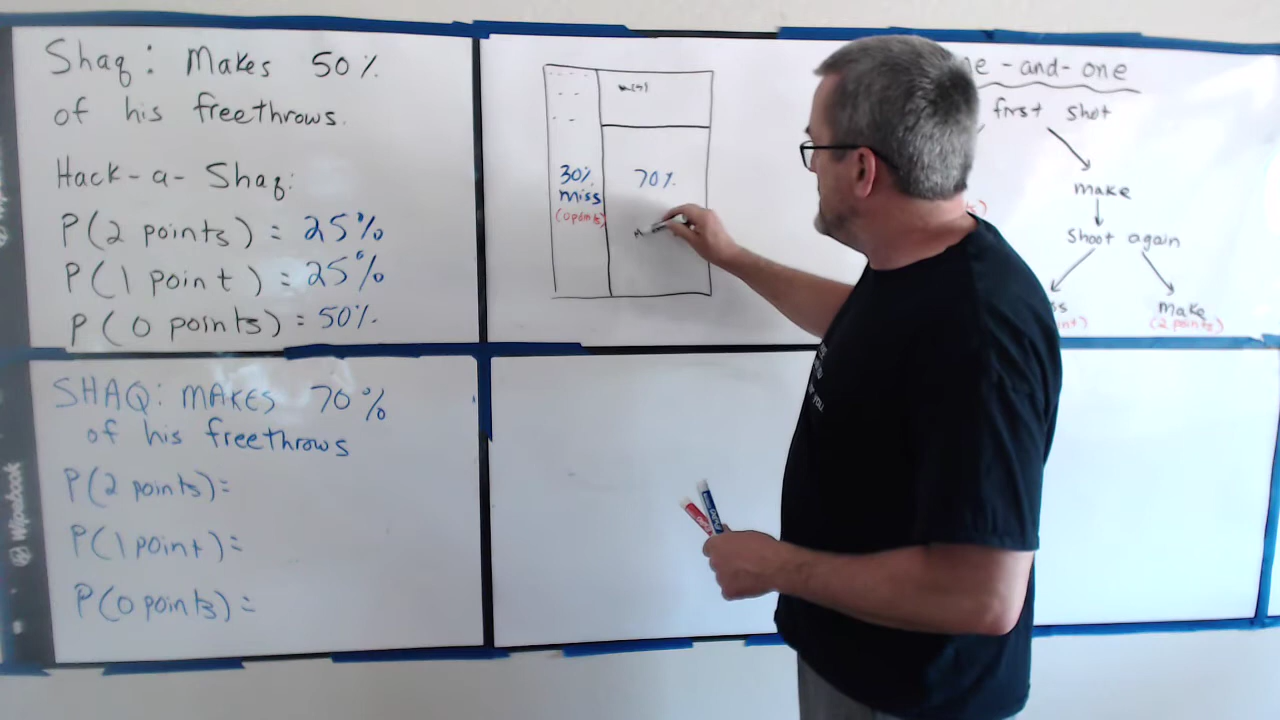 Shaq: Makes 50%
of his freethrows.
Hack-a-Shaq:
P(2 points) = 25%
P(1 point) = 25%
P(0 points) = 50%
SHAQ: MAKES 70%
of his freethrows
P(2 points)=
P(1 point)=
P(0 points)=
30%
miss
(0 points)
70%
-and-one
first shot
make
Shoot again
make
(2 points)
Wipebook